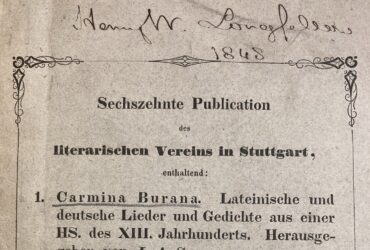 Henry W. Longfellow
1848
Sechszehnte Publication
des
literarischen Vereins in Stuttgart,
enthaltend:
1. Carmina Burana. Lateinische und
deutsche Lieder und Gedichte aus einer
HS. des XIII. Jahrhunderts. Herausge-